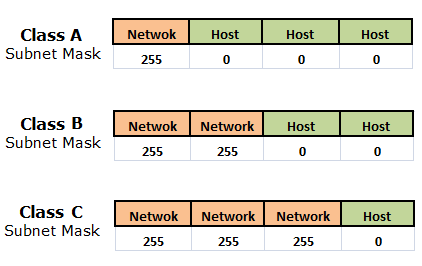 Class A
Subnet Mask
Netwok Host Host Host
255 0 0 0
Class B
Subnet Mask
Netwok Network Host Host
255 255 0 0
Class C
Subnet Mask
Netwok Network Network Host
255 255 255 0